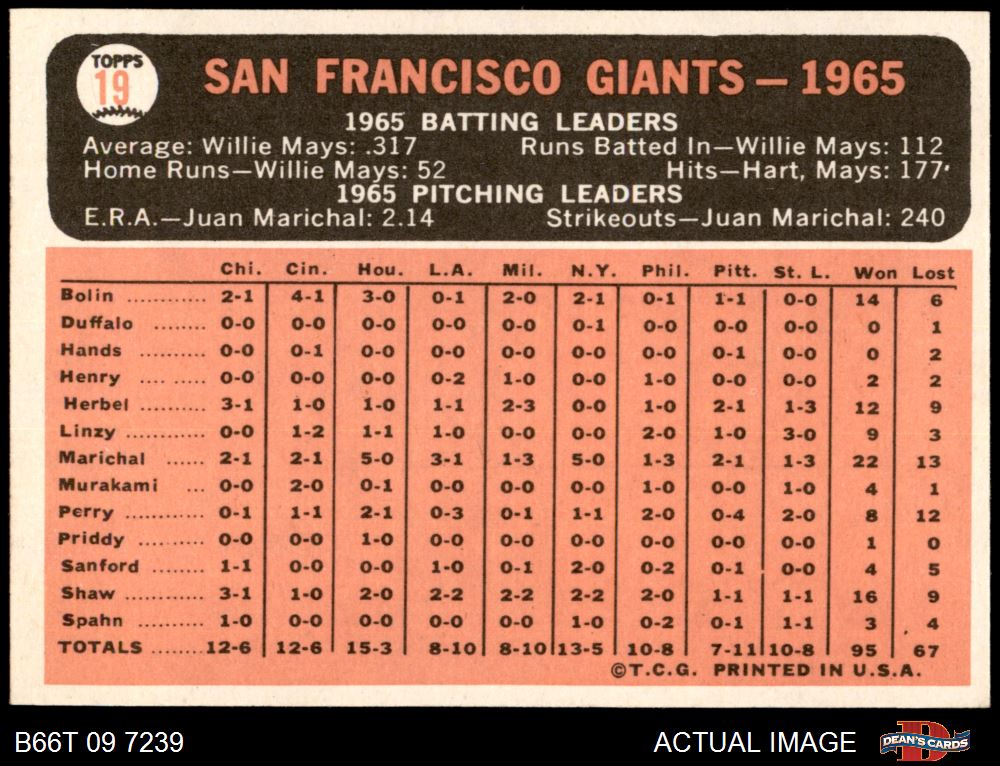 TOPPS
19
SAN FRANCISCO GIANTS — 1965
1965 BATTING LEADERS
Average: Willie Mays: .317 Runs Batted In—Willie Mays: 112
Home Runs—Willie Mays: 52 Hits—Hart, Mays: 177
1965 PITCHING LEADERS
E.R.A.—Juan Marichal: 2.14 Strikeouts—Juan Marichal: 240
Chi. Cin. Hou. L.A. Mil. N.Y. Phil. Pitt. St. L. Won Lost
Bolin ............ 2-1 4-1 3-0 0-1 2-0 2-1 0-1 1-1 0-0 14 6
Duffalo ........ 0-0 0-0 0-0 0-0 0-0 0-1 0-0 0-0 0-0 0 1
Hands .......... 0-0 0-1 0-0 0-0 0-0 0-0 0-0 0-1 0-0 0 2
Henry .... ..... 0-0 0-0 0-0 0-2 1-0 0-0 1-0 0-0 0-0 2 2
Herbel .......... 3-1 1-0 1-0 1-1 2-3 0-0 1-0 2-1 1-3 12 9
Linzy ............ 0-0 1-2 1-1 1-0 0-0 0-0 2-0 1-0 3-0 9 3
Marichal ...... 2-1 2-1 5-0 3-1 1-3 5-0 1-3 2-1 1-3 22 13
Murakami ... 0-0 2-0 0-1 0-0 0-0 0-0 1-0 0-0 1-0 4 1
Perry ............ 0-1 1-1 2-1 0-3 0-1 1-1 2-0 0-4 2-0 8 12
Priddy .......... 0-0 0-0 1-0 0-0 0-0 0-0 0-0 0-0 0-0 1 0
Sanford ........ 1-1 0-0 0-0 1-0 0-1 2-0 0-2 0-1 0-0 4 5
Shaw ............ 3-1 1-0 2-0 2-2 2-2 2-2 2-0 1-1 1-1 16 9
Spahn .......... 1-0 0-0 0-0 0-0 0-0 1-0 0-2 0-1 1-1 3 4
TOTALS ........ 12-6 12-6 15-3 8-10 8-10 13-5 10-8 7-11 10-8 95 67
©T.C.G. PRINTED IN U.S.A.
B66T 09 7239 ACTUAL IMAGE DEAN'S CARDS